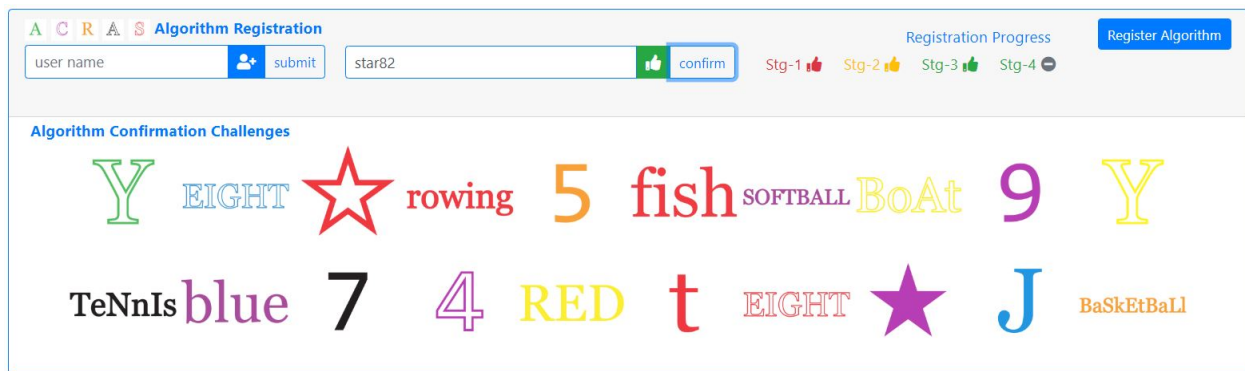 A C R A S Algorithm Registration
Registration Progress
Register Algorithm
user name submit star82 confirm Stg-1 Stg-2 Stg-3 Stg-4
Algorithm Confirmation Challenges
Y EIGHT rowing 5 fish SOFTBALL BoAt 9 Y
TeNnIs blue 7 4 RED t EIGHT J BaSkEtBaLl